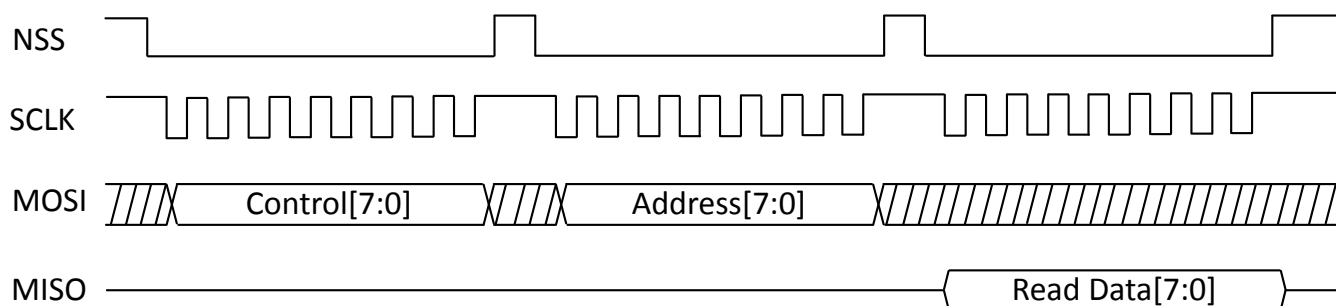 NSS
SCLK
MOSI Control[7:0] Address[7:0]
MISO Read Data[7:0]